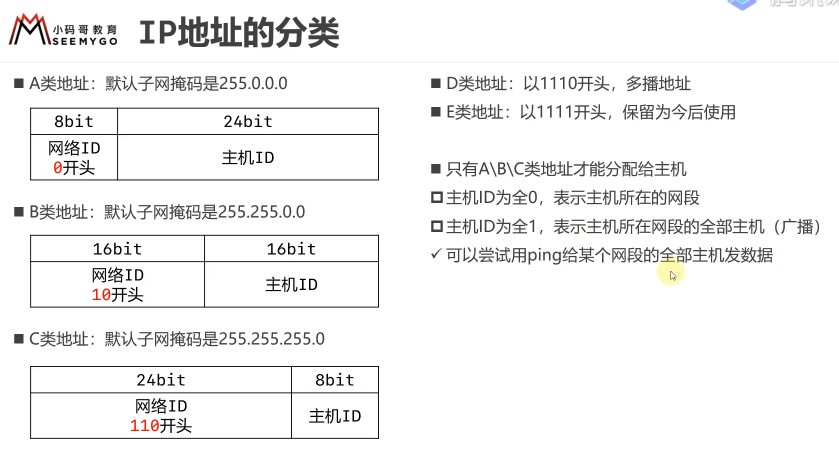 小码哥教育
SEEMYGO
IP地址的分类
■ A类地址：默认子网掩码是255.0.0.0
8bit 24bit
网络ID
0开头
主机ID
■ B类地址：默认子网掩码是255.255.0.0
16bit 16bit
网络ID
10开头
主机ID
■ C类地址：默认子网掩码是255.255.255.0
24bit 8bit
网络ID
110开头
主机ID
■ D类地址：以1110开头，多播地址
■ E类地址：以1111开头，保留为今后使用
■ 只有A\B\C类地址才能分配给主机
主机ID为全0，表示主机所在的网段
主机ID为全1，表示主机所在网段的全部主机（广播）
✓ 可以尝试用ping给某个网段的全部主机发数据